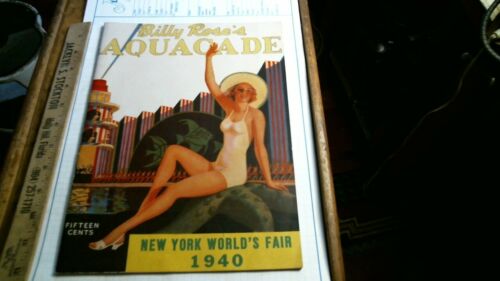 Billy Rose's
AQUACADE
FIFTEEN
CENTS
NEW YORK WORLD'S FAIR
1940